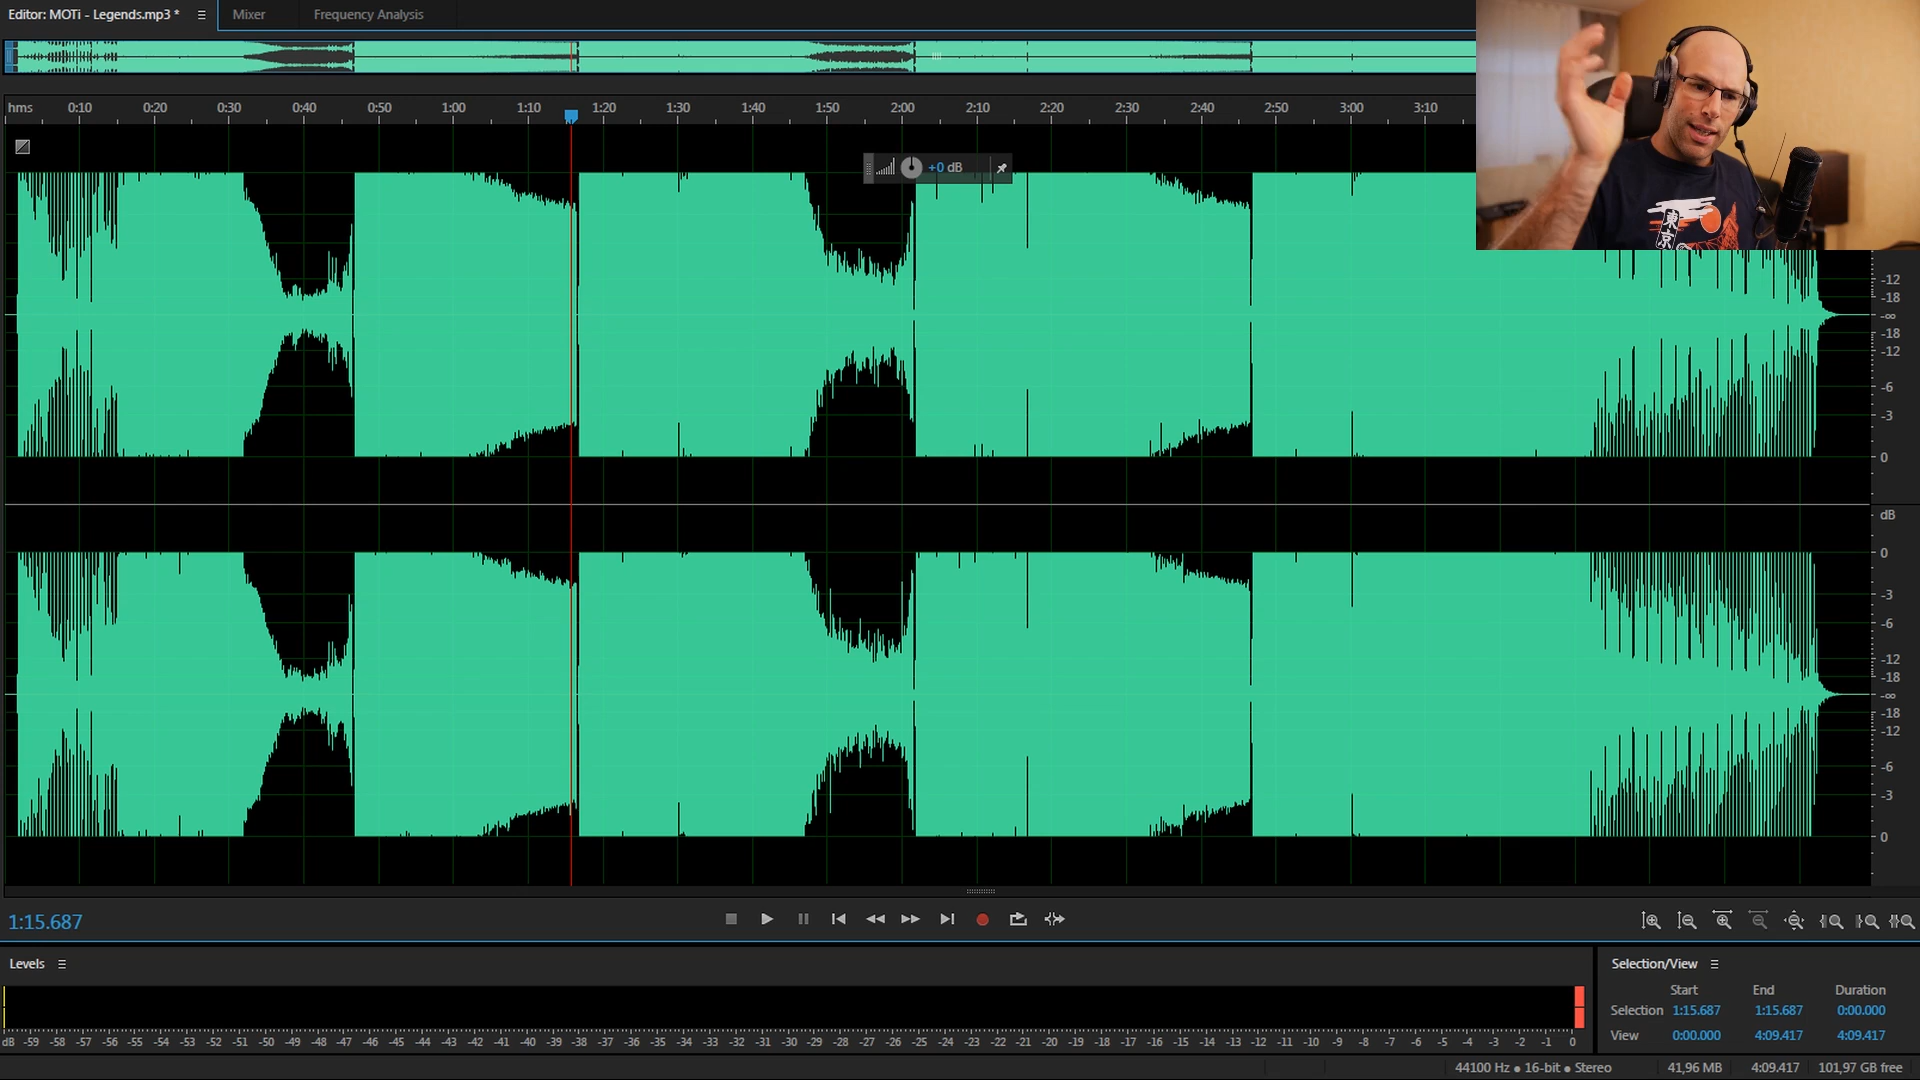 Editor: MOTi - Legends.mp3 * Mixer Frequency Analysis
hms 0:10 0:20 0:30 0:40 0:50 1:00 1:10 1:20 1:30 1:40 1:50 2:00 2:10 2:20 2:30 2:40 2:50 3:00 3:10
+0 dB
-12
-18
-∞
-18
-12
-6
-3
0
dB
0
-3
-6
-12
-18
-∞
-18
-12
-6
-3
0
1:15.687
Levels
dB -59 -58 -57 -56 -55 -54 -53 -52 -51 -50 -49 -48 -47 -46 -45 -44 -43 -42 -41 -40 -39 -38 -37 -36 -35 -34 -33 -32 -31 -30 -29 -28 -27 -26 -25 -24 -23 -22 -21 -20 -19 -18 -17 -16 -15 -14 -13 -12 -11 -10 -9 -8 -7 -6 -5 -4 -3 -2 -1 0
Selection/View
Start End Duration
Selection 1:15.687 1:15.687 0:00.000
View 0:00.000 4:09.417 4:09.417
44100 Hz ● 16-bit ● Stereo 41,96 MB 4:09.417 101,97 GB free